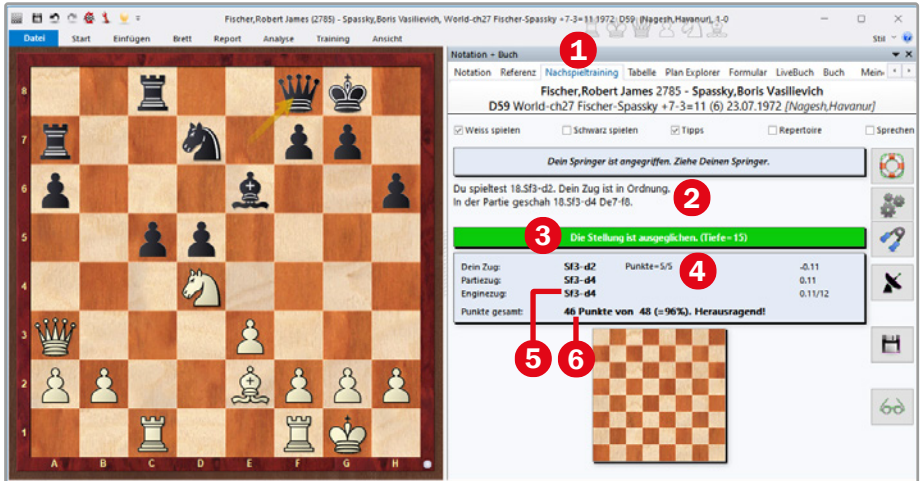 Fischer,Robert James (2785) - Spassky,Boris Vasilievich, World-ch27 Fischer-Spassky +7-3=11 1972 D59 (Nagesh,Havanur), 1-0
Datei Start Einfügen Brett Report Analyse Training Ansicht Stil
Notation + Buch
1
Notation Referenz Nachspieltraining Tabelle Plan Explorer Formular LiveBuch Buch Mein
Fischer,Robert James 2785 - Spassky,Boris Vasilievich
D59 World-ch27 Fischer-Spassky +7-3=11 (6) 23.07.1972 [Nagesh,Havanur]
Weiss spielen Schwarz spielen Tipps Repertoire Sprechen
Dein Springer ist angegriffen. Ziehe Deinen Springer.
Du spieltest 18.Sf3-d2. Dein Zug ist in Ordnung.
In der Partie geschah 18.Sf3-d4 De7-f8.
2
3
Die Stellung ist ausgeglichen. (Tiefe=15)
Dein Zug: Sf3-d2 Punkte=5/5 -0.11
4
Partiezug: Sf3-d4 0.11
Enginezug: Sf3-d4 0.11/12
Punkte gesamt: 46 Punkte von 48 (=96%). Herausragend!
5
6
8
7
6
5
4
3
2
1
A B C D E F G H